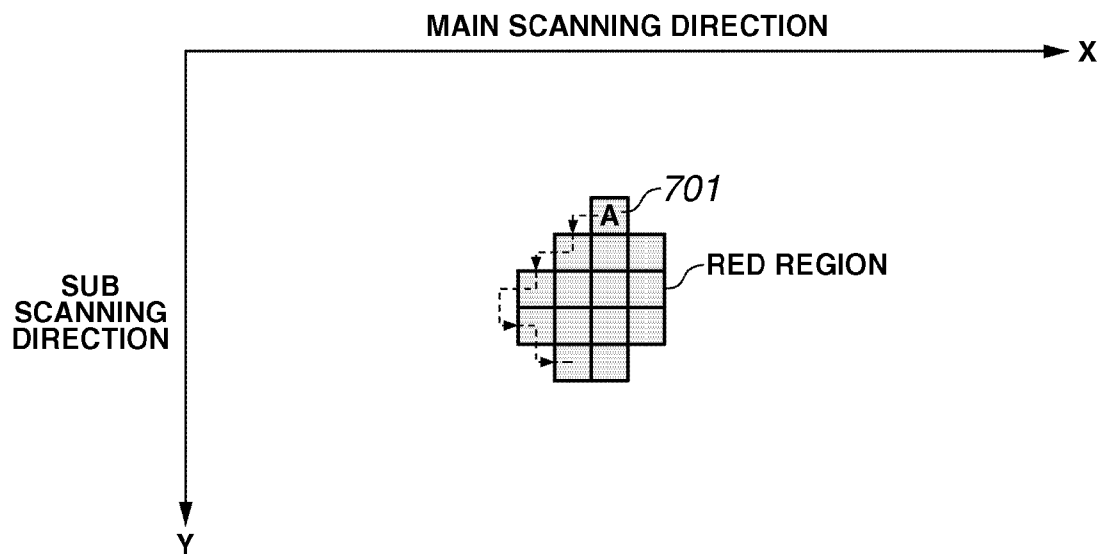 MAIN SCANNING DIRECTION
X
701
A
RED REGION
SUB
SCANNING
DIRECTION
Y